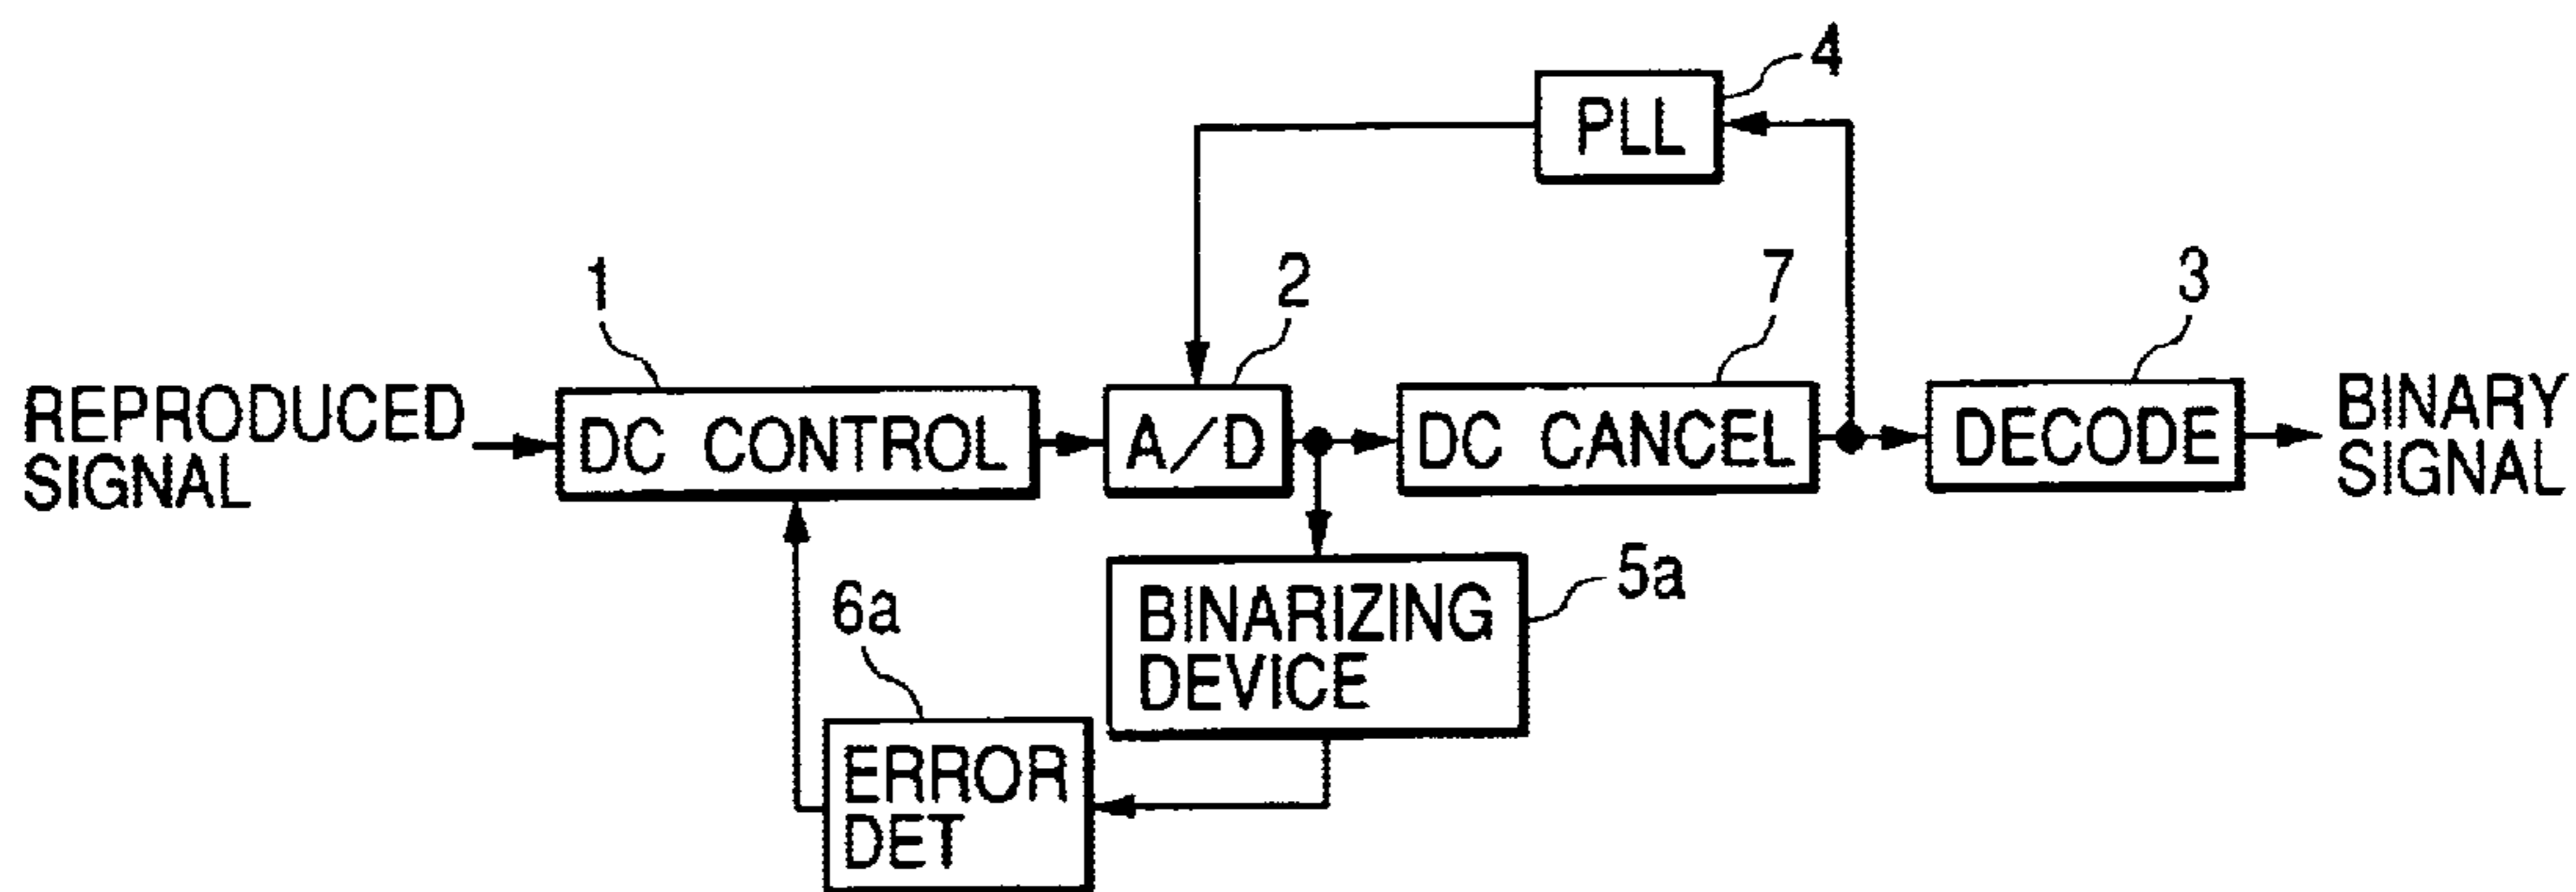 4
PLL
1
2
7
3
REPRODUCED
SIGNAL
DC CONTROL
A/D
DC CANCEL
DECODE
BINARY
SIGNAL
6a
BINARIZING
DEVICE
5a
ERROR
DET